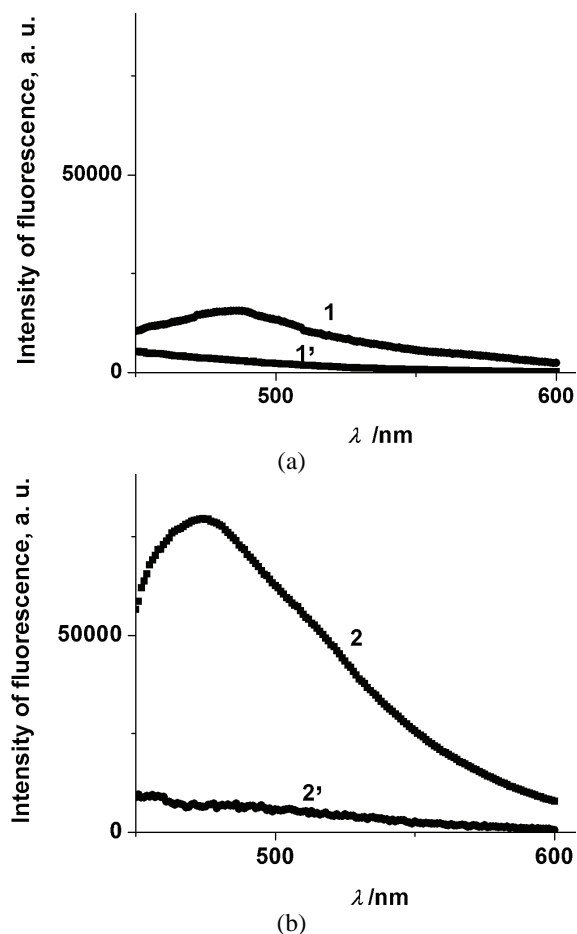 Intensity of fluorescence, a. u.
50000
0
1
1’
500
600
λ /nm
(a)
Intensity of fluorescence, a. u.
50000
0
2
2’
500
600
λ /nm
(b)